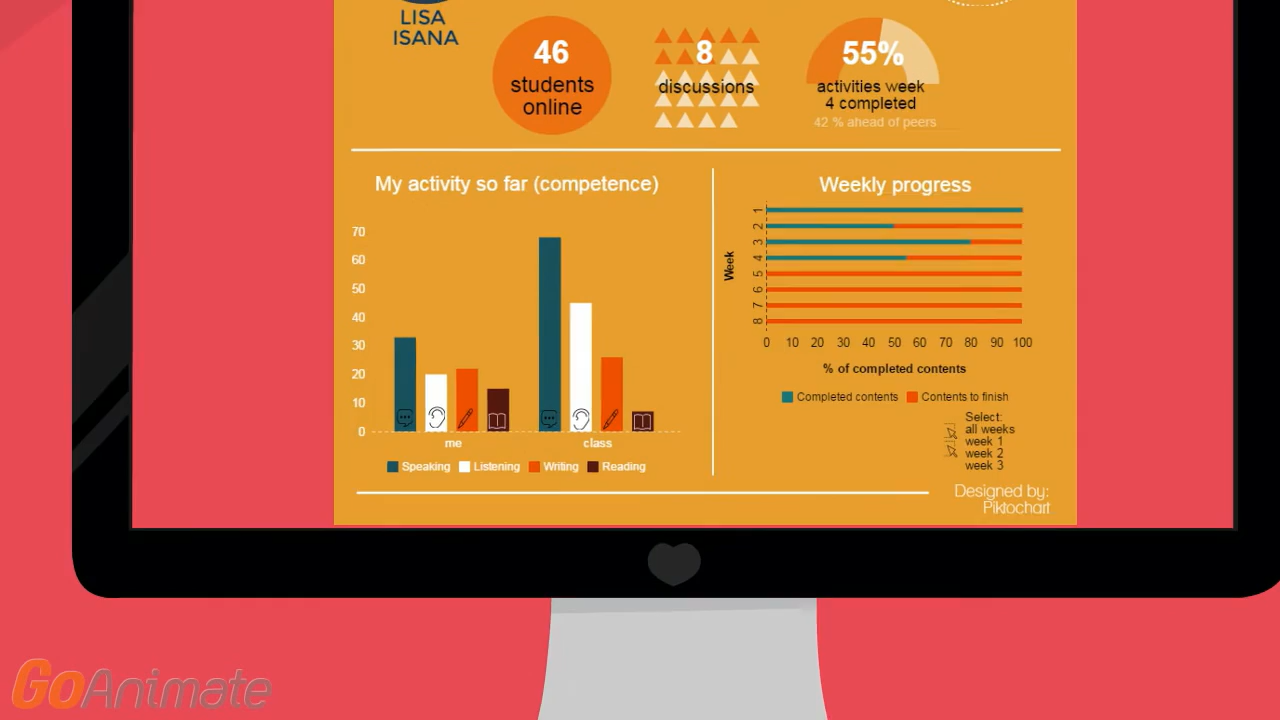 LISA
ISANA
46
students
online
8
discussions
55%
activities week
4 completed
42 % ahead of peers
My activity so far (competence)
70
60
50
40
30
20
10
0
me
class
Speaking
Listening
Writing
Reading
Weekly progress
Week
1
2
3
4
5
6
7
8
0 10 20 30 40 50 60 70 80 90 100
% of completed contents
Completed contents
Contents to finish
Select:
all weeks
week 1
week 2
week 3
Designed by:
Piktochart
GoAnimate